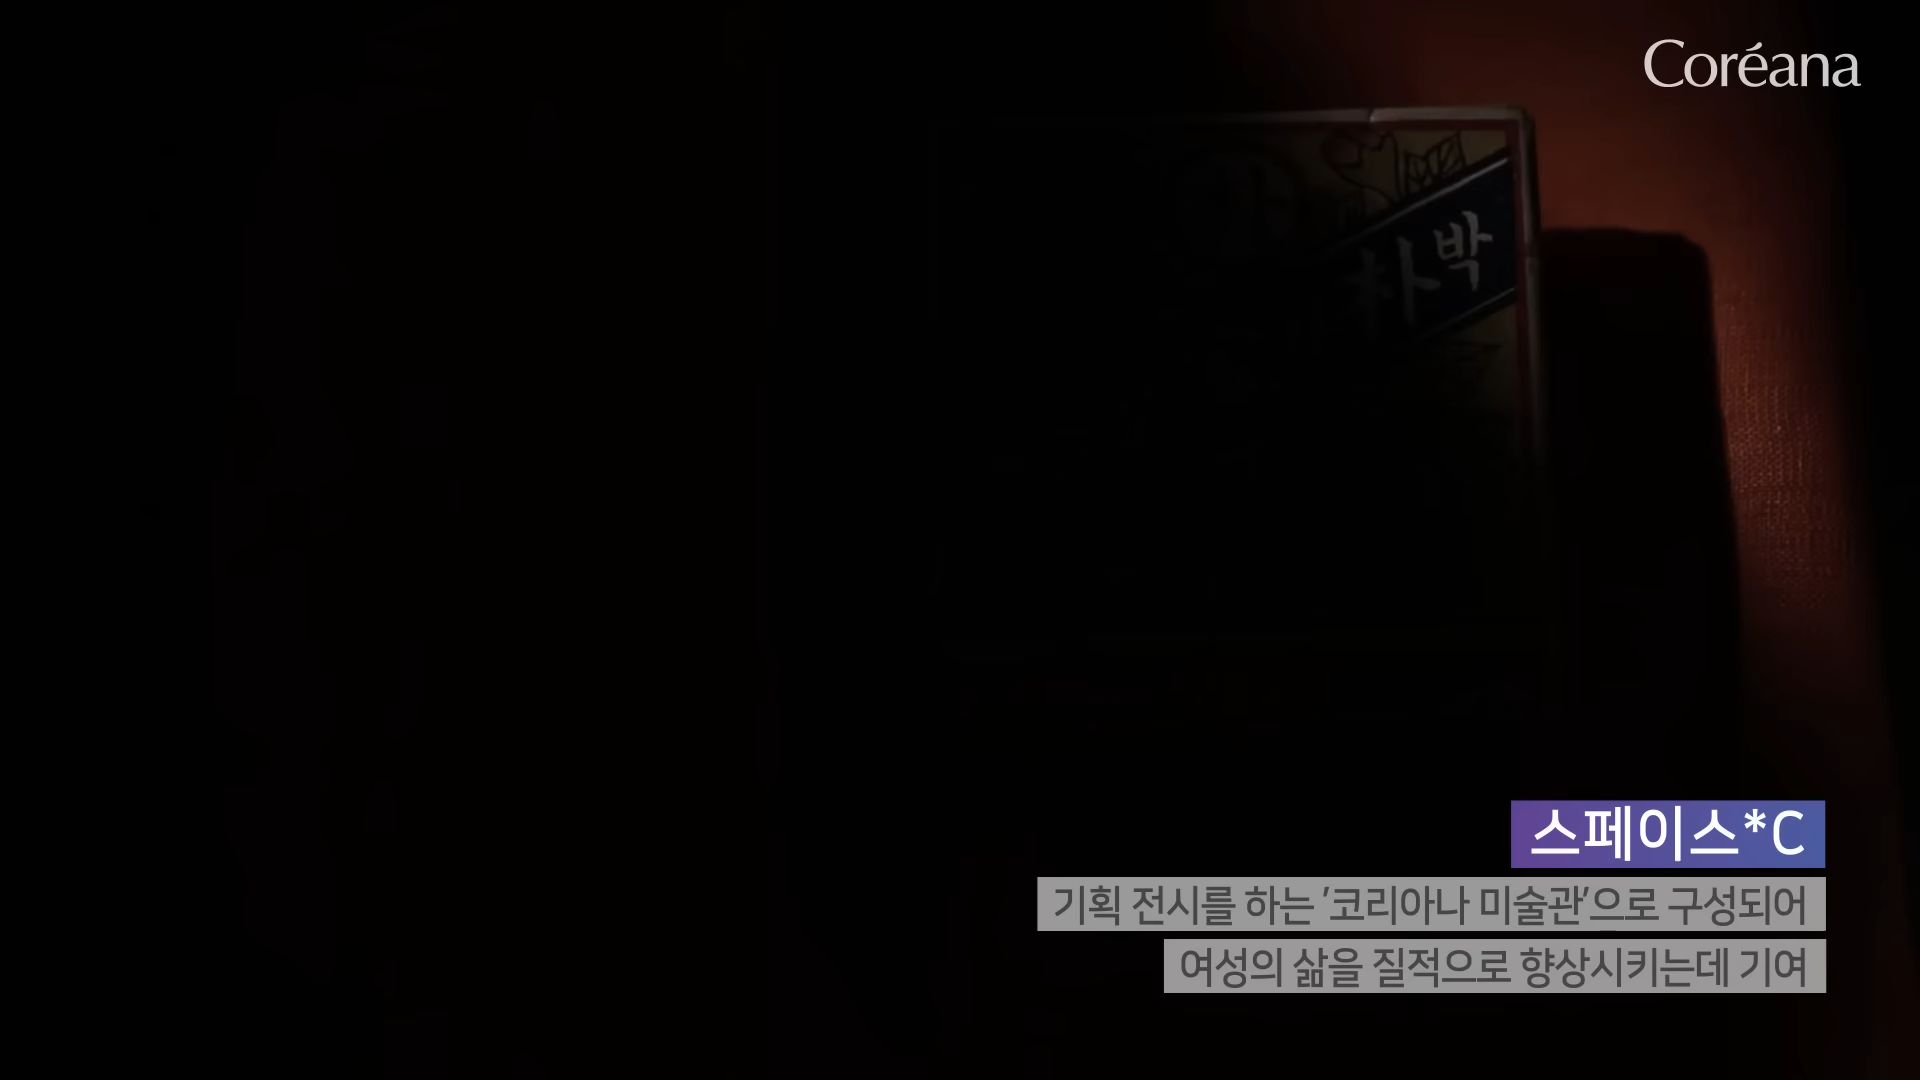 Coréana
박
스페이스*C
기획 전시를 하는 '코리아나 미술관'으로 구성되어
여성의 삶을 질적으로 향상시키는데 기여